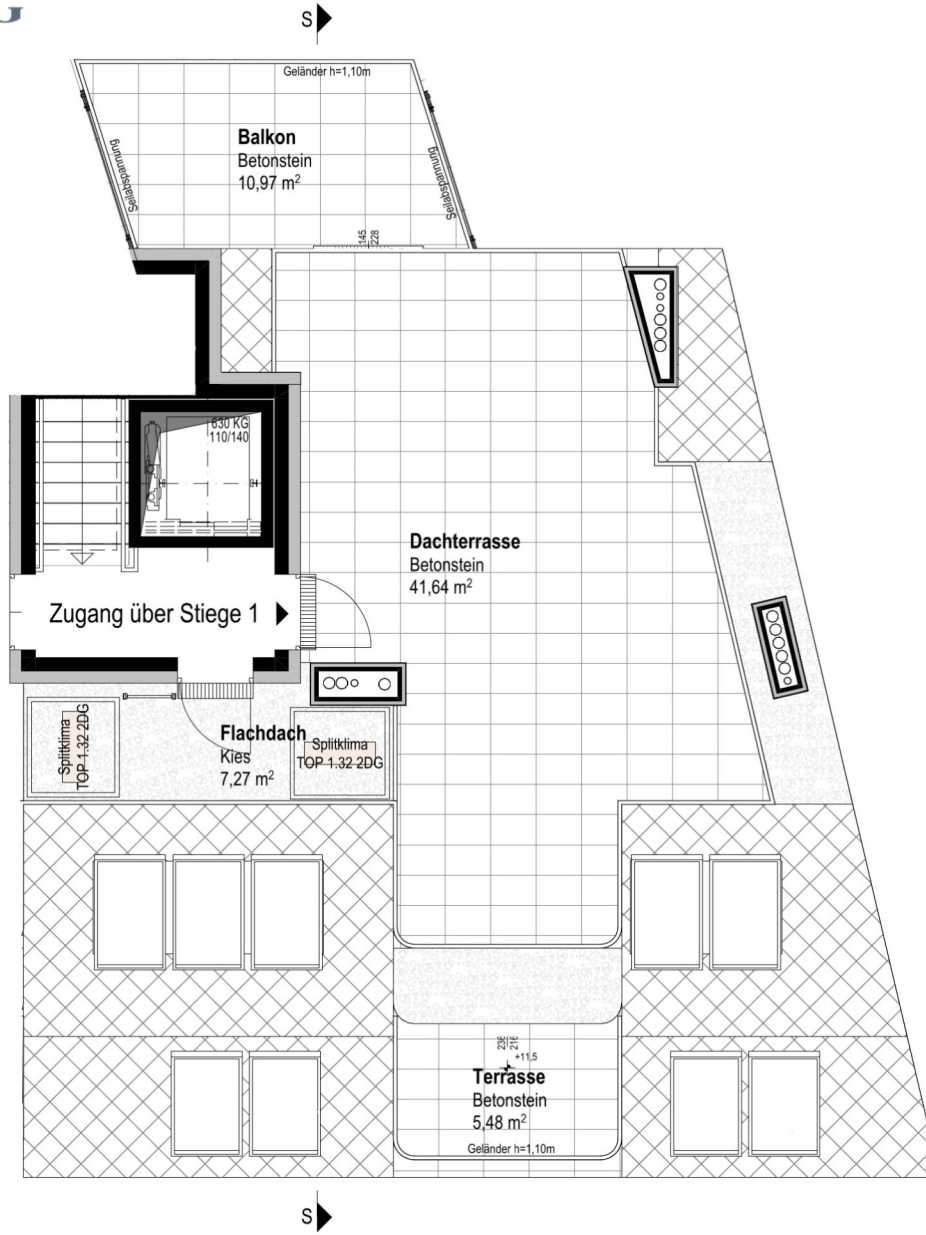 S
Geländer h=1,10m
Balkon
Betonstein
10,97 m²
Seilabspannung
Seilabspannung
145
228
630 KG
110/140
Dachterrasse
Betonstein
41,64 m²
Zugang über Stiege 1
Flachdach
Kies
7,27 m²
Splitklima
TOP 1.32 2DG
Splitklima
TOP 1.32 2DG
236
216
+11,5
Terrasse
Betonstein
5,48 m²
Geländer h=1,10m
S